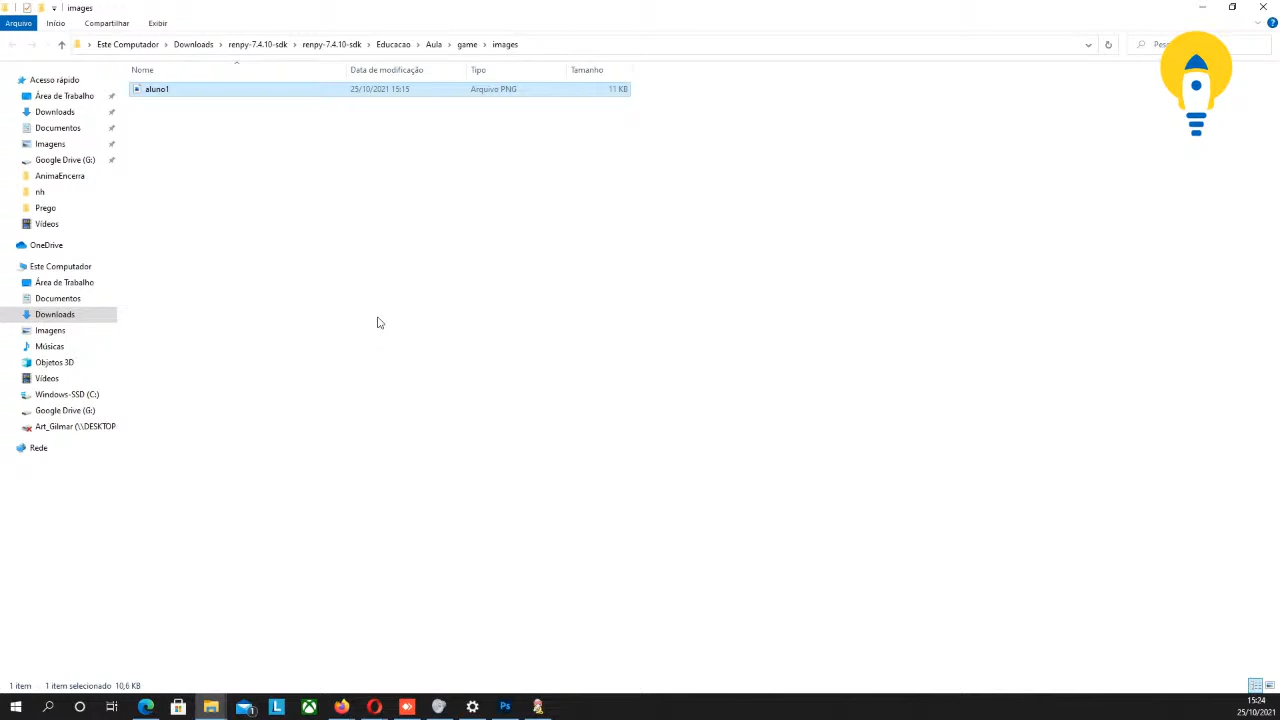 images
Arquivo Início Compartilhar Exibir
Este Computador > Downloads > renpy-7.4.10-sdk > renpy-7.4.10-sdk > Educacao > Aula > game > images
Nome Data de modificação Tipo Tamanho
aluno1 25/10/2021 15:15 Arquivo PNG 11 KB
Acesso rápido
Área de Trabalho
Downloads
Documentos
Imagens
Google Drive (G:)
AnimaEncerra
nh
Prego
Vídeos
OneDrive
Este Computador
Área de Trabalho
Documentos
Downloads
Imagens
Músicas
Objetos 3D
Vídeos
Windows-SSD (C:)
Google Drive (G:)
Art_Gilmar (\\DESKTOP
Rede
1 item 1 item selecionado 10,6 KB
15:24
25/10/2021